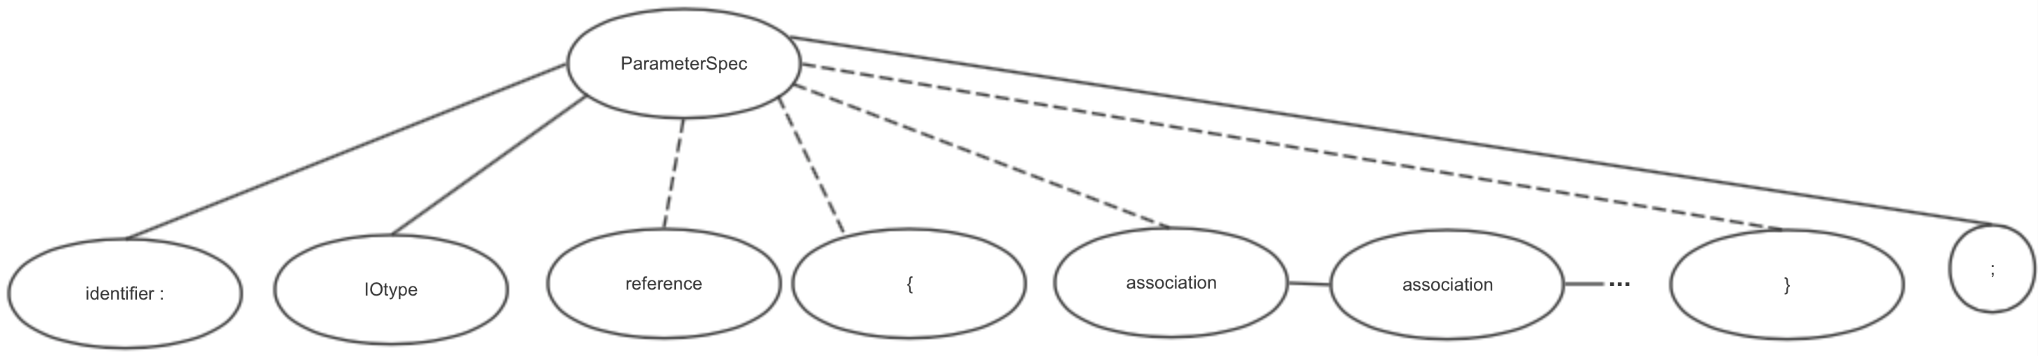 ParameterSpec
identifier :
IOtype
reference
{
association
association
...
}
;